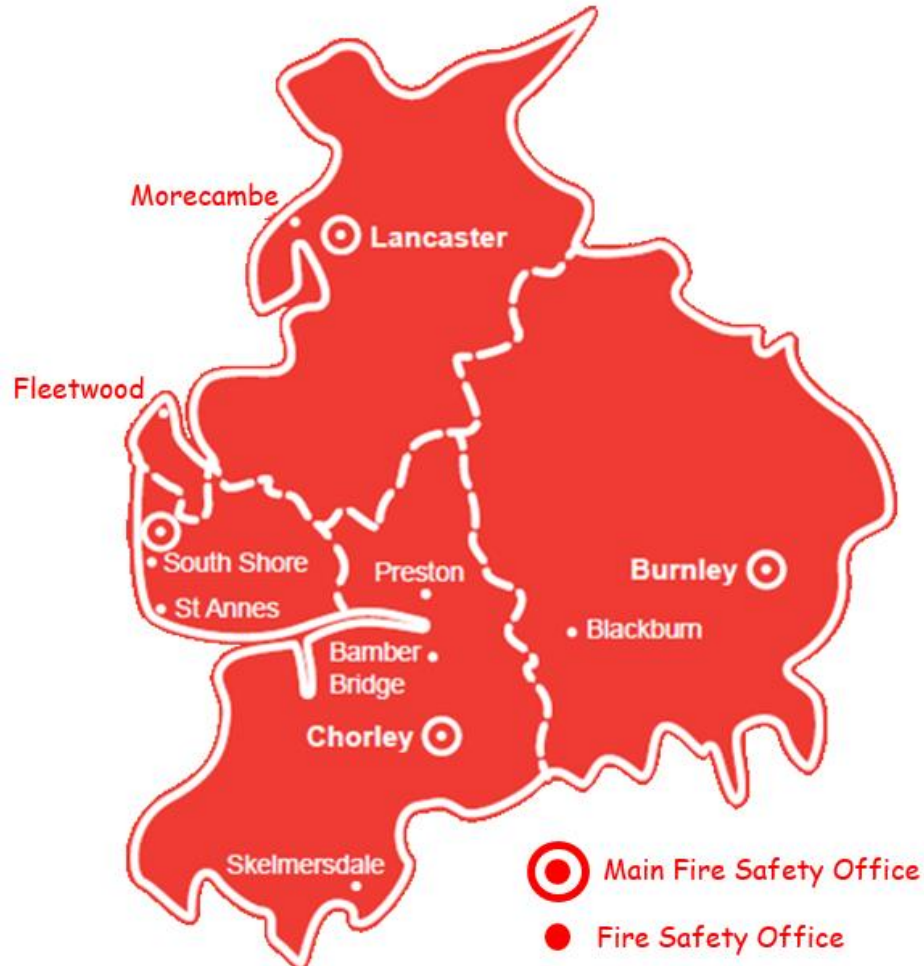 Morecambe
Lancaster
Fleetwood
South Shore
Preston
Burnley
St Annes
Blackburn
Bamber
Bridge
Chorley
Skelmersdale
Main Fire Safety Office
Fire Safety Office